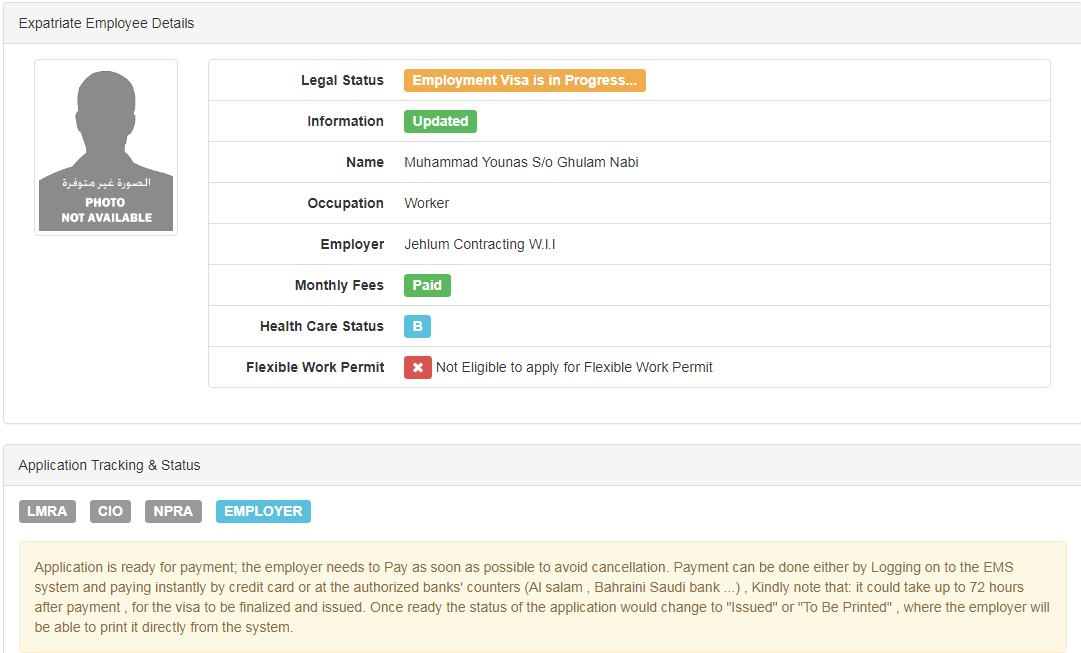 Expatriate Employee Details
الصورة غير متوفرة
PHOTO
NOT AVAILABLE
Legal Status Employment Visa is in Progress...
Information Updated
Name Muhammad Younas S/o Ghulam Nabi
Occupation Worker
Employer Jehlum Contracting W.l.l
Monthly Fees Paid
Health Care Status B
Flexible Work Permit ✖ Not Eligible to apply for Flexible Work Permit
Application Tracking & Status
LMRA CIO NPRA EMPLOYER
Application is ready for payment; the employer needs to Pay as soon as possible to avoid cancellation. Payment can be done either by Logging on to the EMS
system and paying instantly by credit card or at the authorized banks' counters (Al salam , Bahraini Saudi bank ...) , Kindly note that: it could take up to 72 hours
after payment , for the visa to be finalized and issued. Once ready the status of the application would change to "Issued" or "To Be Printed" , where the employer will
be able to print it directly from the system.